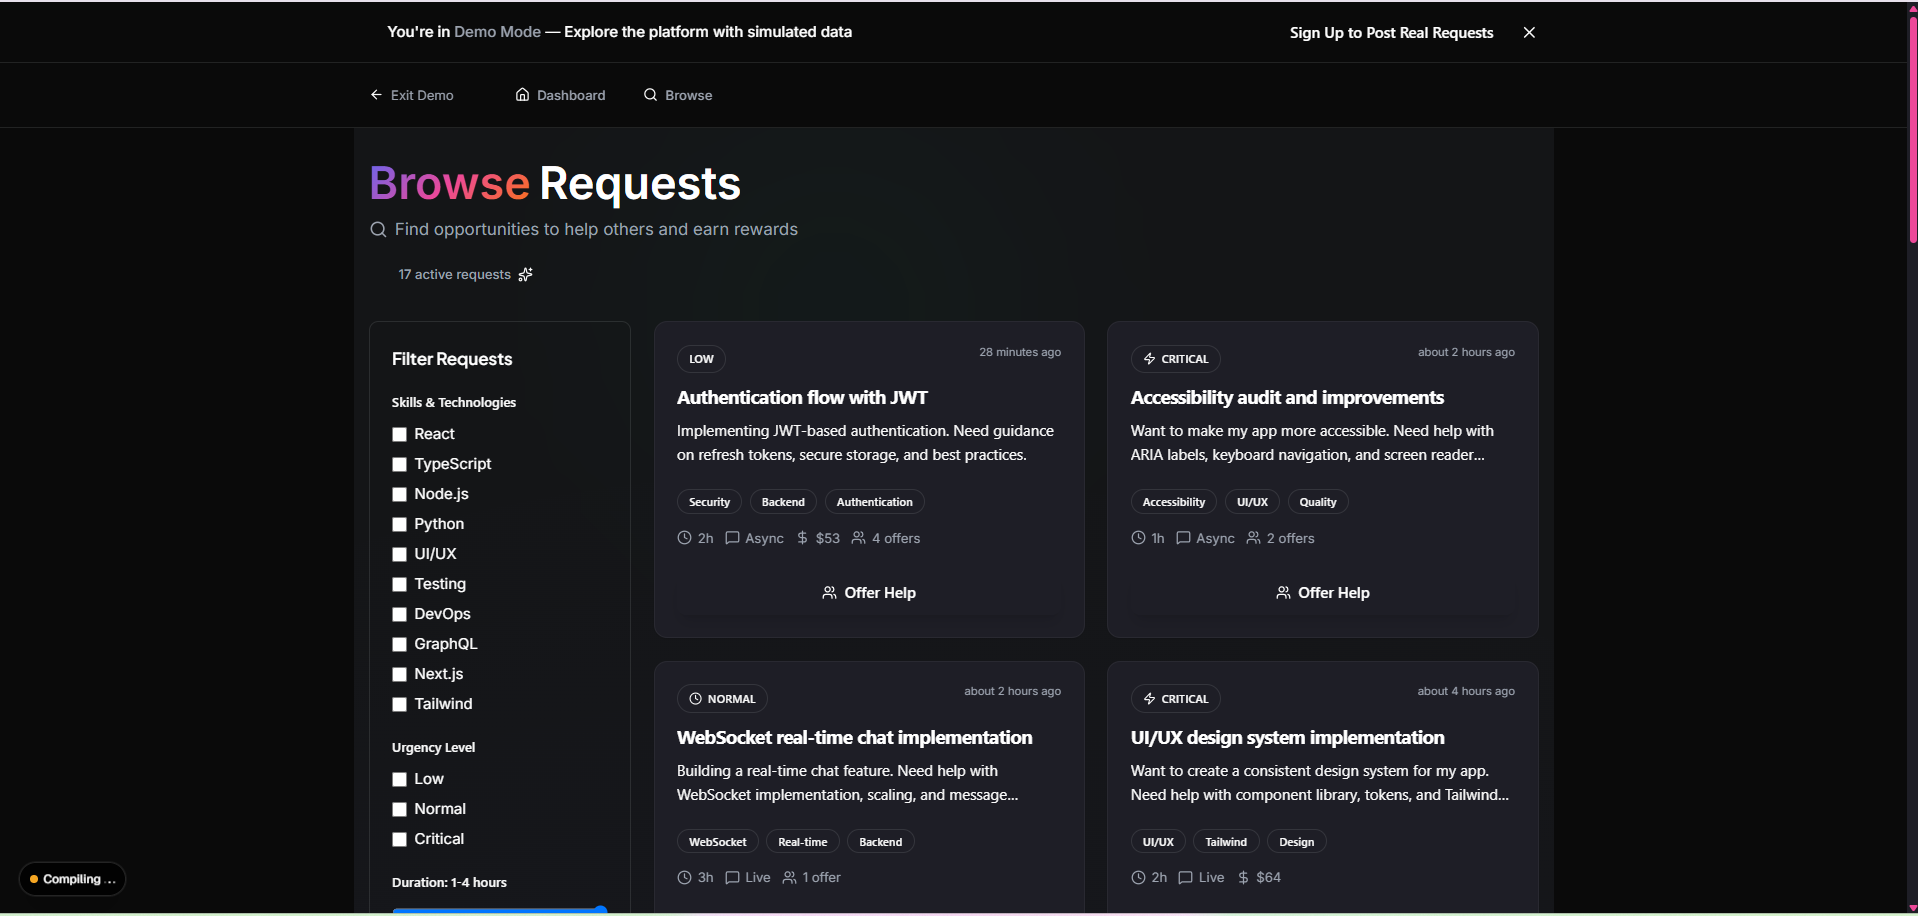 You're in Demo Mode — Explore the platform with simulated data
Sign Up to Post Real Requests
Exit Demo
Dashboard
Browse
Browse Requests
Find opportunities to help others and earn rewards
17 active requests
Filter Requests
Skills & Technologies
React
TypeScript
Node.js
Python
UI/UX
Testing
DevOps
GraphQL
Next.js
Tailwind
Urgency Level
Low
Normal
Critical
Duration: 1-4 hours
LOW
28 minutes ago
Authentication flow with JWT
Implementing JWT-based authentication. Need guidance
on refresh tokens, secure storage, and best practices.
Security Backend Authentication
2h Async $ $53 4 offers
Offer Help
CRITICAL
about 2 hours ago
Accessibility audit and improvements
Want to make my app more accessible. Need help with
ARIA labels, keyboard navigation, and screen reader...
Accessibility UI/UX Quality
1h Async 2 offers
Offer Help
NORMAL
about 2 hours ago
WebSocket real-time chat implementation
Building a real-time chat feature. Need help with
WebSocket implementation, scaling, and message...
WebSocket Real-time Backend
3h Live 1 offer
CRITICAL
about 4 hours ago
UI/UX design system implementation
Want to create a consistent design system for my app.
Need help with component library, tokens, and Tailwind...
UI/UX Tailwind Design
2h Live $ $64
Compiling ...